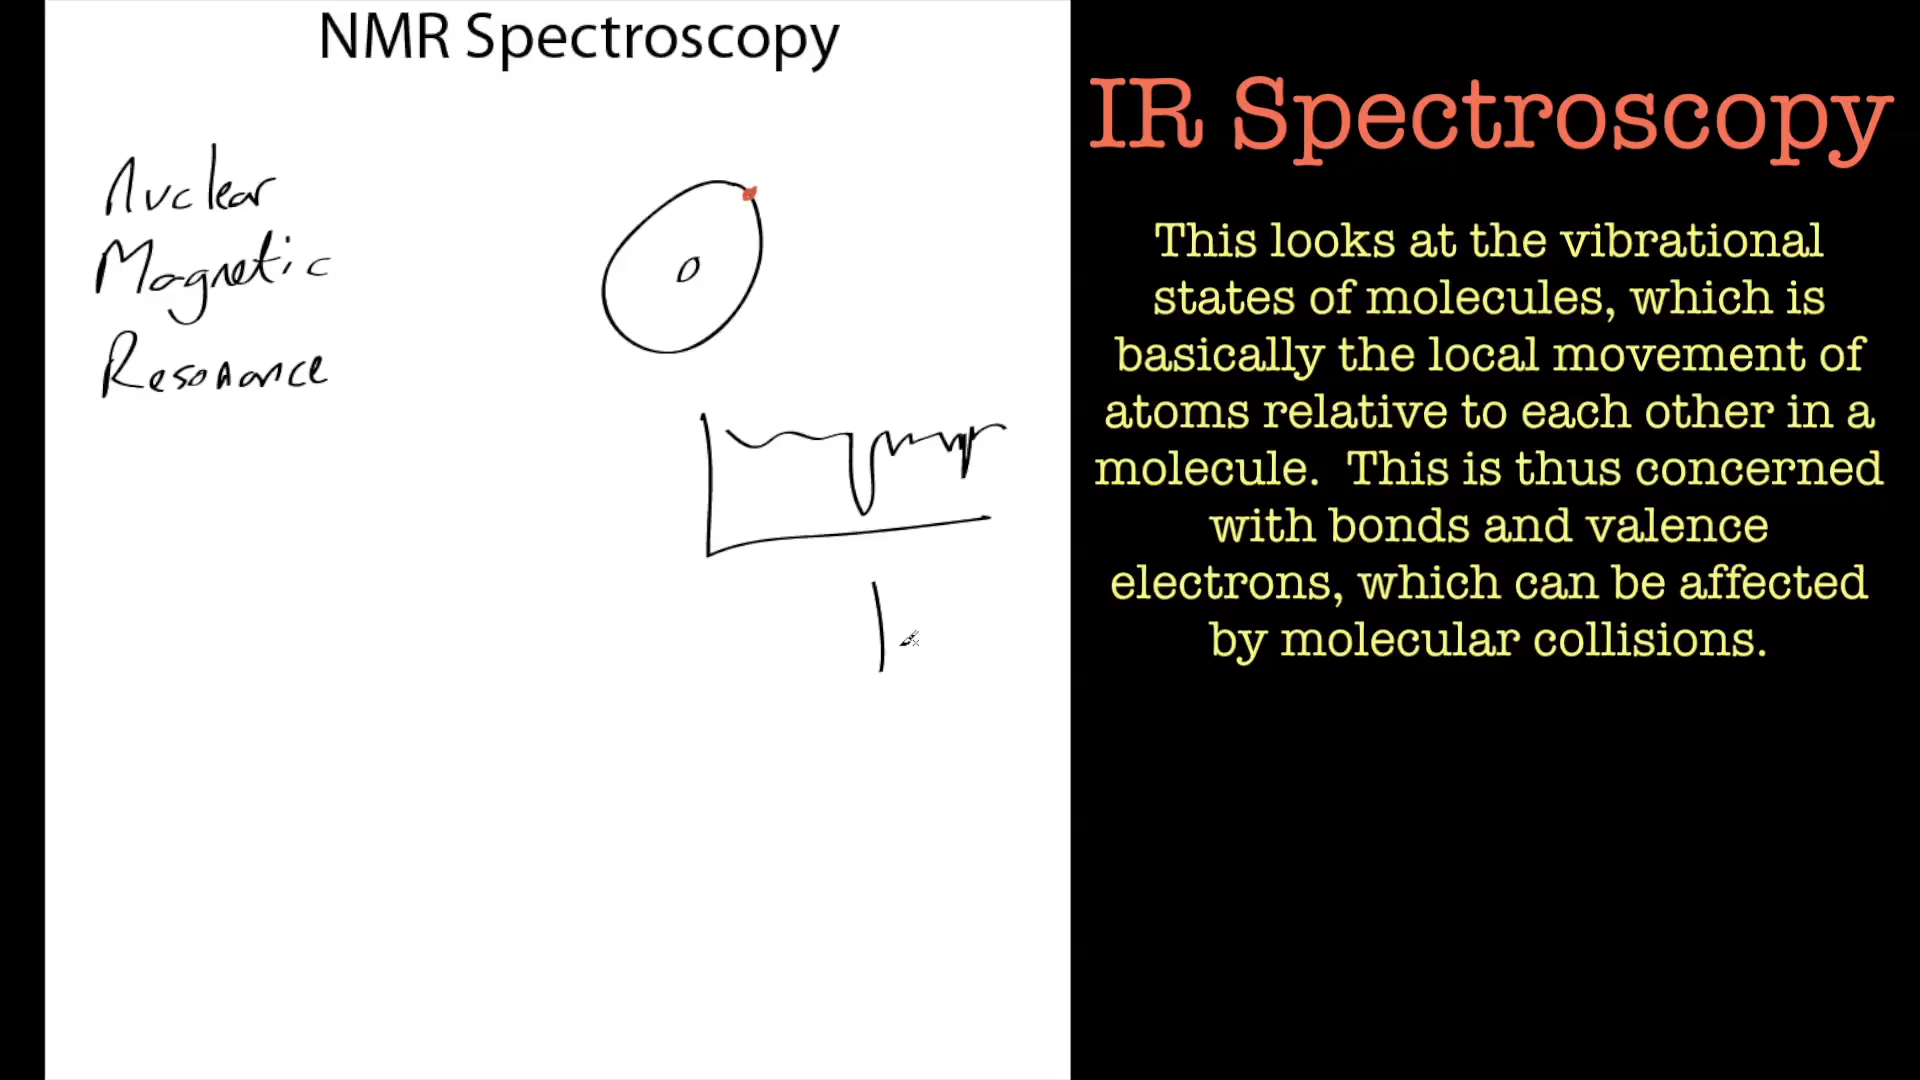 NMR Spectroscopy
Nuclear
Magnetic
Resonance
IR Spectroscopy
This looks at the vibrational
states of molecules, which is
basically the local movement of
atoms relative to each other in a
molecule. This is thus concerned
with bonds and valence
electrons, which can be affected
by molecular collisions.